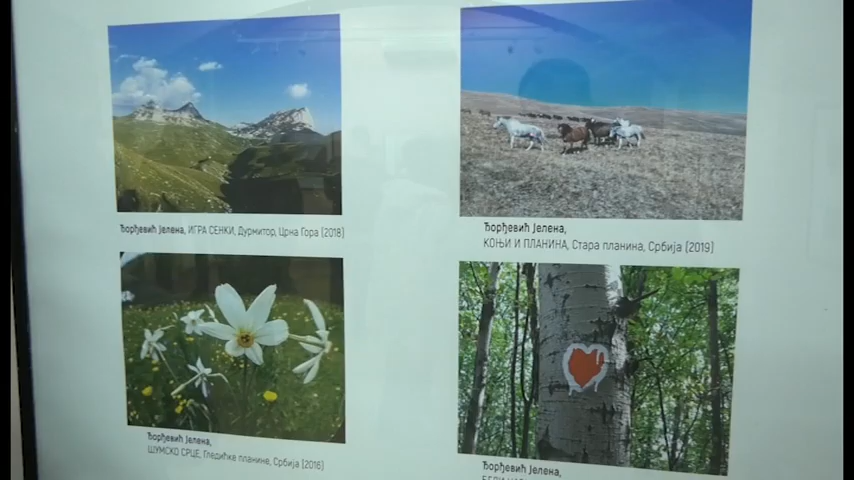 Ђорђевић Јелена, ИГРА СЕНКИ, Дурмитор, Црна Гора (2018)
Ђорђевић Јелена,
КОЊИ И ПЛАНИНА, Стара планина, Србија (2019)
Ђорђевић Јелена,
ШУМСКО СРЦЕ, Гледићке планине, Србија (2016)
Ђорђевић Јелена,